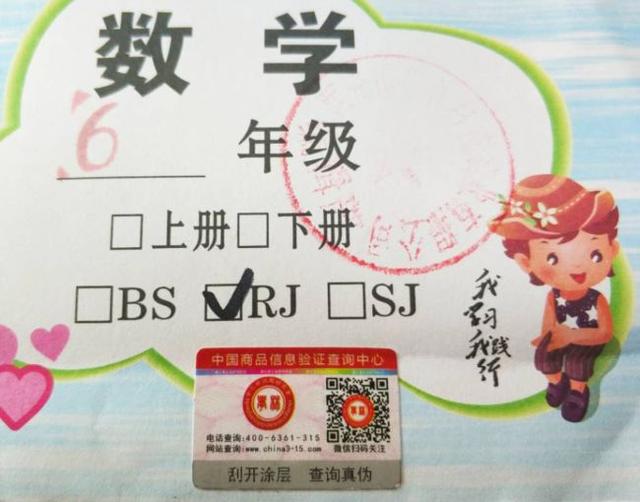 数学
6年级
□上册□下册
□BS ☑RJ □SJ
我学习
我践行
中国商品信息验证查询中心
电话查询:400-6361-315
网站查询:www.china3-15.com
微信扫码关注
刮开涂层 查询真伪